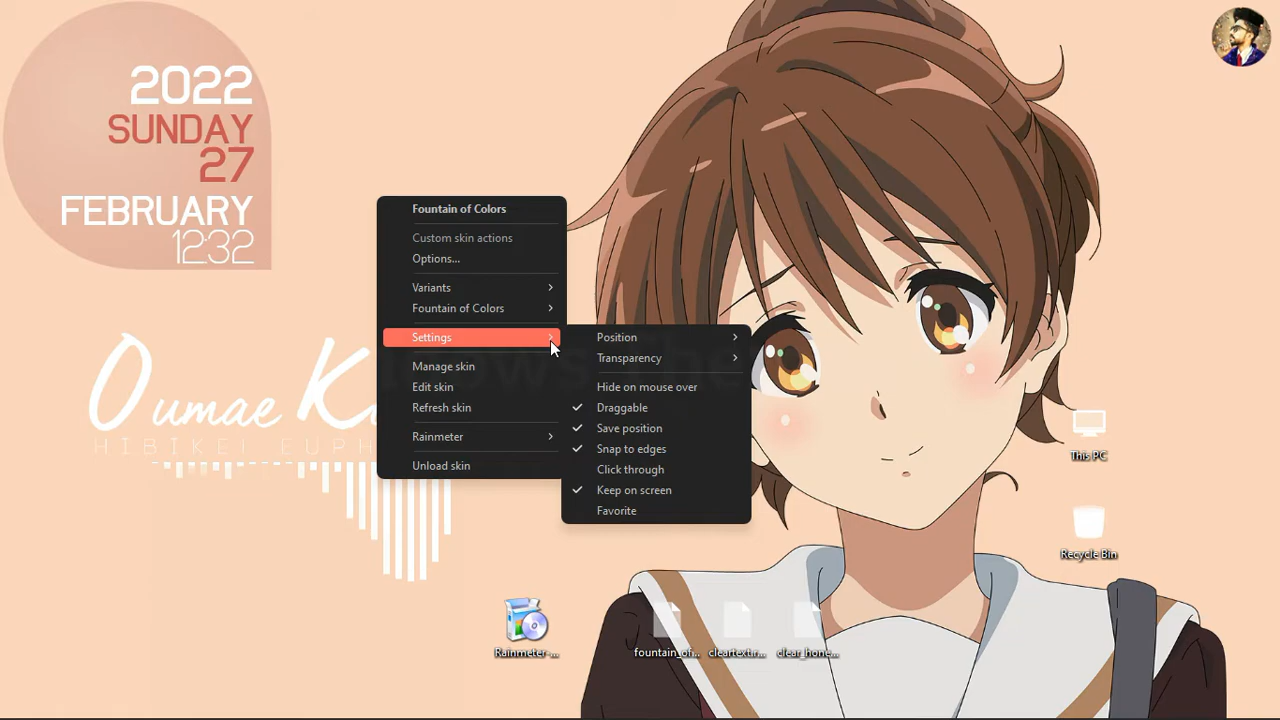 2022
SUNDAY
27
FEBRUARY
12:32
Oumae K
HIBIKE! EUPH
Fountain of Colors
Custom skin actions
Options...
Variants
Fountain of Colors
Settings
Manage skin
Edit skin
Refresh skin
Rainmeter
Unload skin
Position
Transparency
Hide on mouse over
Draggable
Save position
Snap to edges
Click through
Keep on screen
Favorite
This PC
Recycle Bin
Rainmeter-...
fountain_of...
cleartext.r...
clear_hone...